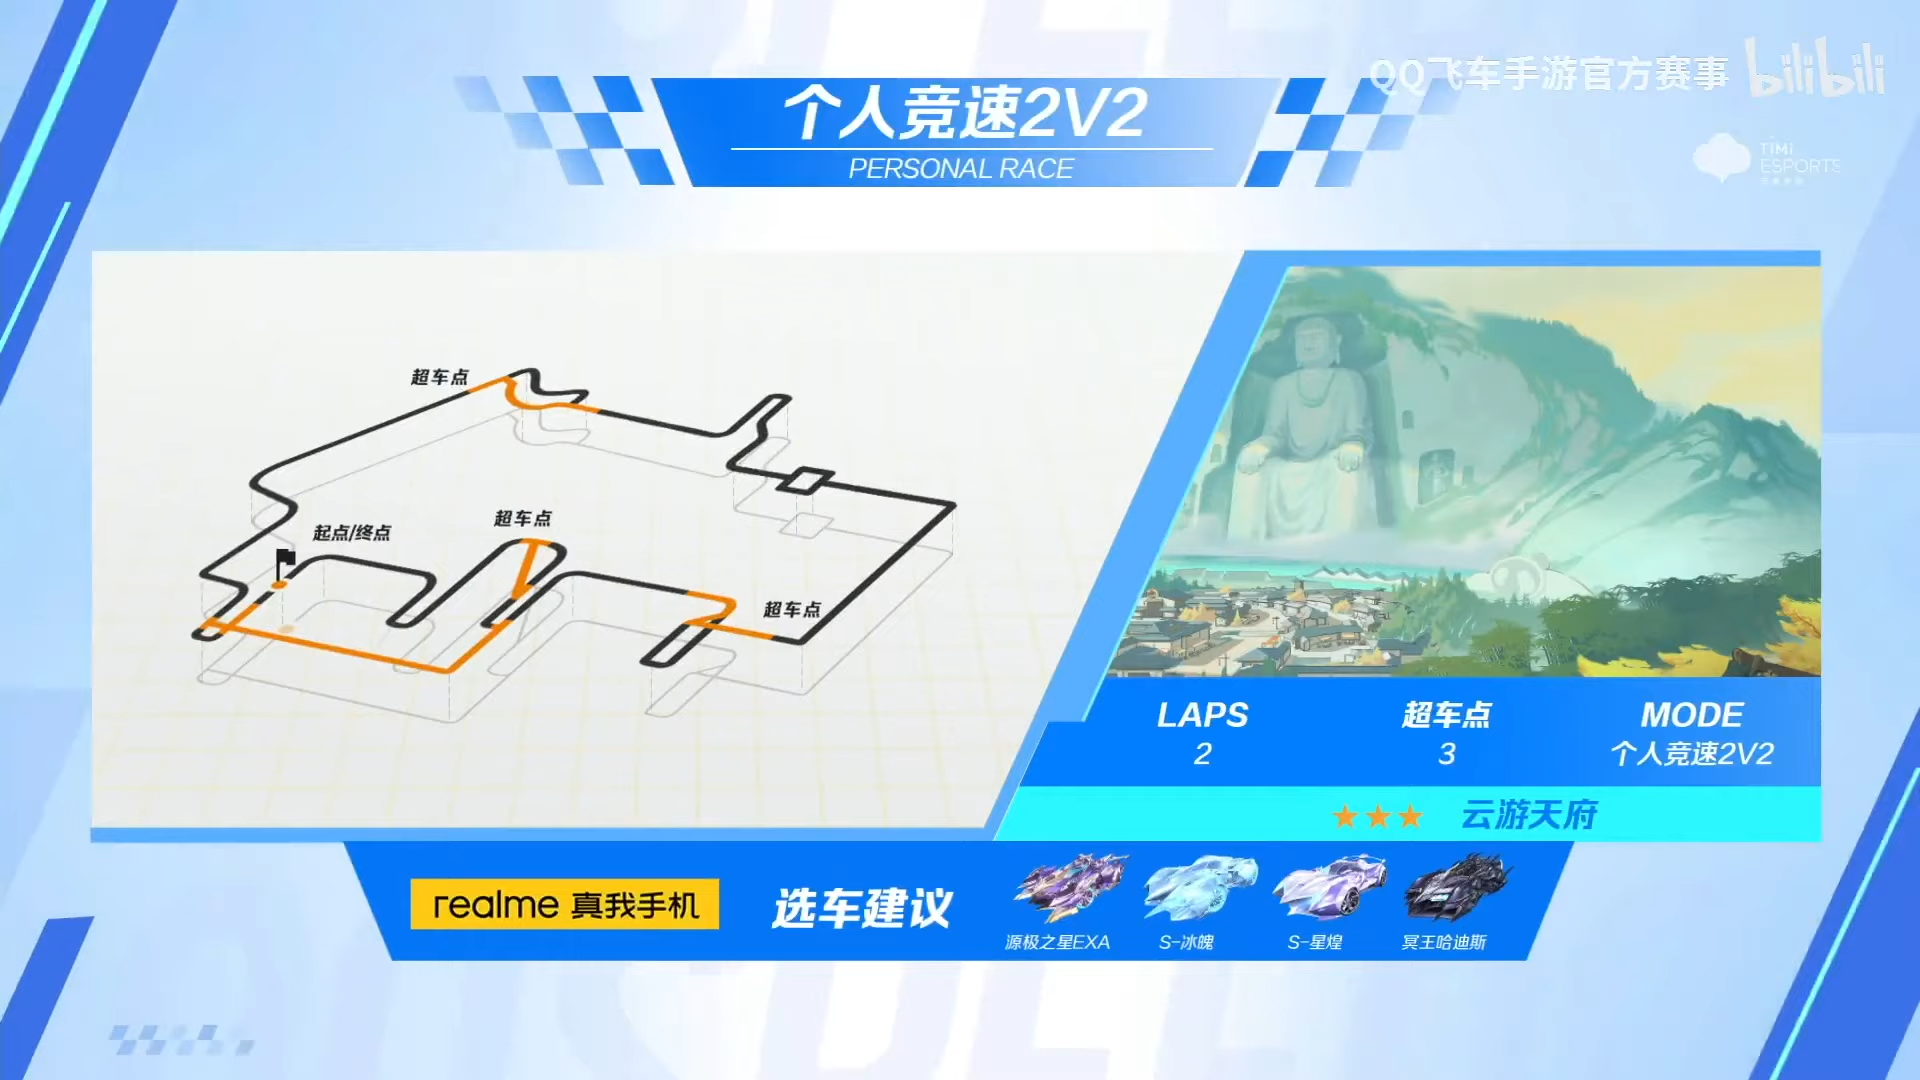 QQ飞车手游官方赛事 bilibili
个人竞速2V2
PERSONAL RACE
TiMi
ESPORTS
超车点
超车点
起点/终点
超车点
LAPS
2
超车点
3
MODE
个人竞速2V2
★★★ 云游天府
realme 真我手机
选车建议
源极之星EXA
S-冰魄
S-星煌
冥王哈迪斯